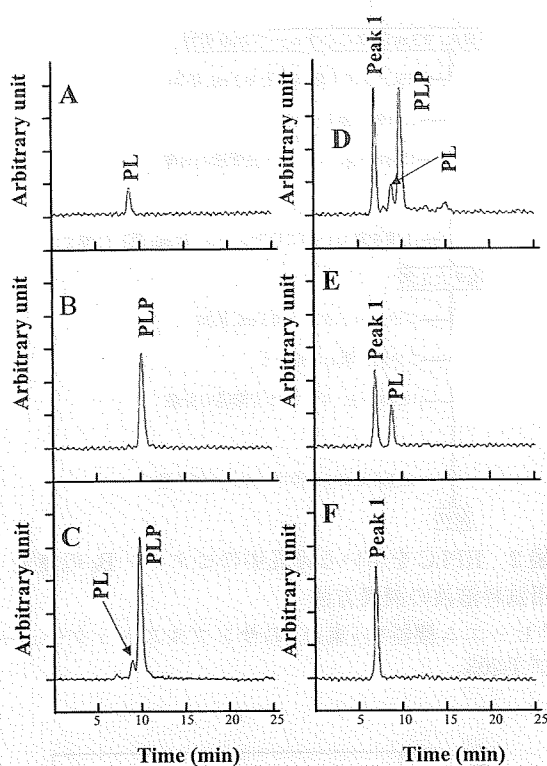 A
Arbitrary unit
PL
B
Arbitrary unit
PLP
C
Arbitrary unit
PL
PLP
5 10 15 20 25
Time (min)
D
Arbitrary unit
Peak 1
PLP
PL
E
Arbitrary unit
Peak 1
PL
F
Arbitrary unit
Peak 1
5 10 15 20 25
Time (min)